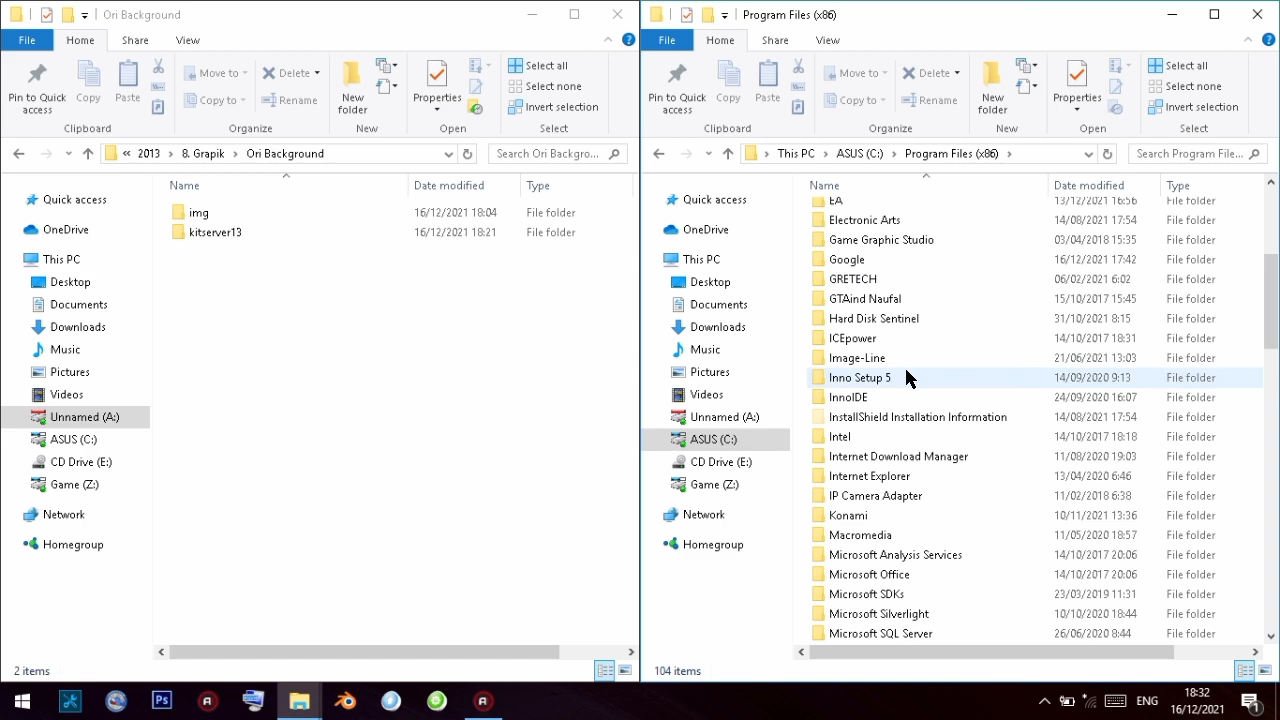 Ori Background
File
Home
Share
View
Pin to Quick access
Copy
Paste
Move to
Copy to
Delete
Rename
New folder
Properties
Select all
Select none
Invert selection
Clipboard
Organize
New
Open
Select
« 2013 > 8. Grapik > Ori Background
Search Ori Backgro...
Name Date modified Type
img 16/12/2021 18:04 File folder
kitserver13 16/12/2021 18:21 File folder
Quick access
OneDrive
This PC
Desktop
Documents
Downloads
Music
Pictures
Videos
Unnamed (A:)
ASUS (C:)
CD Drive (E:)
Game (Z:)
Network
Homegroup
2 items
Program Files (x86)
File
Home
Share
View
Pin to Quick access
Copy
Paste
Move to
Copy to
Delete
Rename
New folder
Properties
Select all
Select none
Invert selection
Clipboard
Organize
New
Open
Select
> This PC > ASUS (C:) > Program Files (x86) >
Search Program File...
Quick access
OneDrive
This PC
Desktop
Documents
Downloads
Music
Pictures
Videos
Unnamed (A:)
ASUS (C:)
CD Drive (E:)
Game (Z:)
Network
Homegroup
Name Date modified Type
EA 13/12/2021 16:56 File folder
Electronic Arts 14/08/2021 17:54 File folder
Game Graphic Studio 03/04/2018 15:35 File folder
Google 16/12/2021 17:42 File folder
GRETECH 06/02/2021 6:02 File folder
GTAind Naufal 15/10/2017 15:45 File folder
Hard Disk Sentinel 31/10/2021 8:15 File folder
ICEpower 14/10/2017 18:31 File folder
Image-Line 21/06/2021 13:03 File folder
Inno Setup 5 14/09/2020 9:13 File folder
InnoIDE 24/09/2020 16:07 File folder
InstallShield Installation Information 14/08/2021 17:54 File folder
Intel 14/10/2017 18:18 File folder
Internet Download Manager 11/08/2020 19:03 File folder
Internet Explorer 13/04/2020 6:46 File folder
IP Camera Adapter 11/02/2018 6:38 File folder
Konami 10/11/2021 13:36 File folder
Macromedia 11/05/2020 18:57 File folder
Microsoft Analysis Services 14/10/2017 20:06 File folder
Microsoft Office 14/10/2017 20:06 File folder
Microsoft SDKs 23/03/2019 11:31 File folder
Microsoft Silverlight 10/10/2020 18:44 File folder
Microsoft SQL Server 26/06/2020 8:44 File folder
104 items
Ps
ENG
18:32
16/12/2021
1